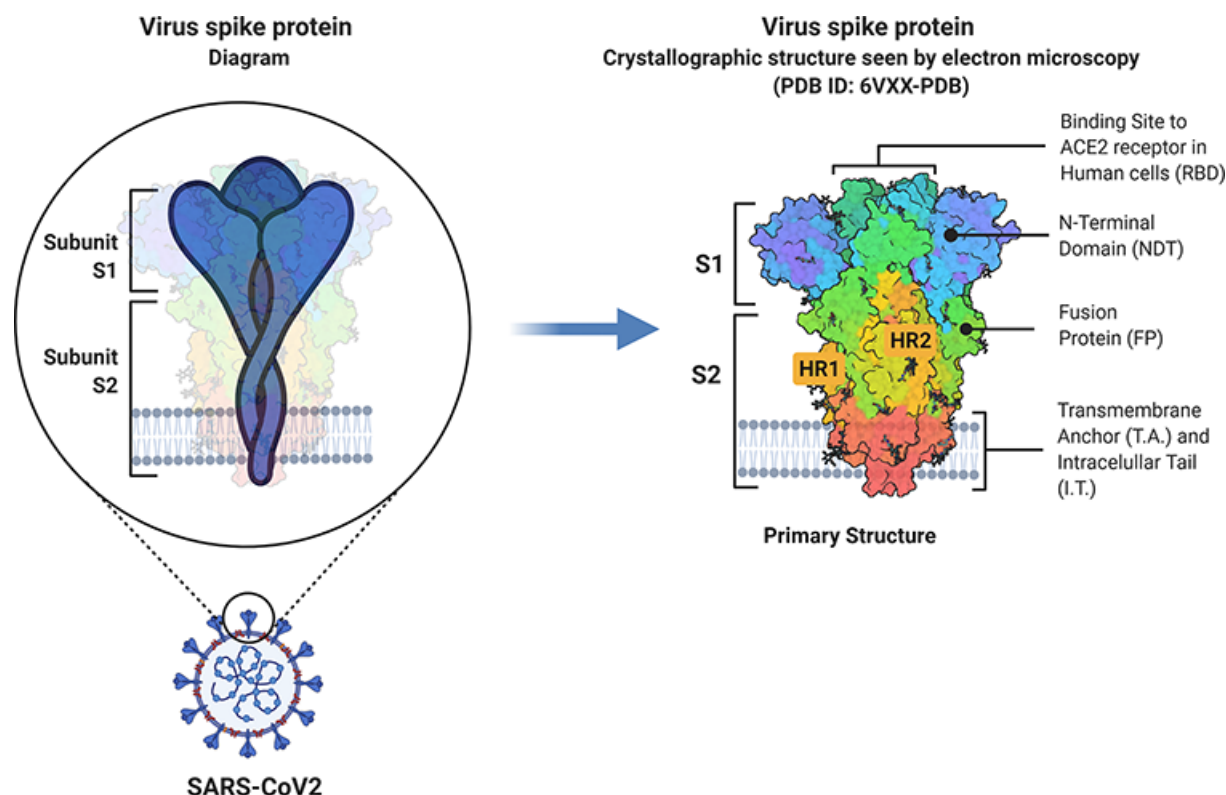 Virus spike protein
Diagram
Subunit
S1
Subunit
S2
SARS-CoV2
Virus spike protein
Crystallographic structure seen by electron microscopy
(PDB ID: 6VXX-PDB)
S1
S2
HR1
HR2
Binding Site to
ACE2 receptor in
Human cells (RBD)
N-Terminal
Domain (NDT)
Fusion
Protein (FP)
Transmembrane
Anchor (T.A.) and
Intracelullar Tail
(I.T.)
Primary Structure